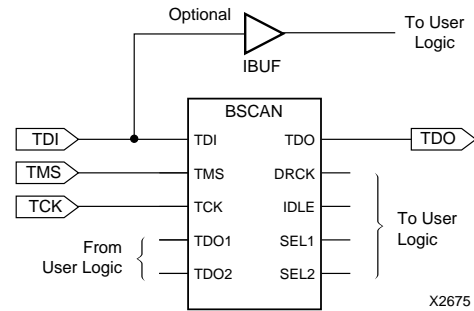 Optional
To User
Logic
IBUF
BSCAN
TDI
TDI
TDO
TDO
TMS
TMS
DRCK
TCK
TCK
IDLE
To User
Logic
From
User Logic
TDO1
SEL1
TDO2
SEL2
X2675